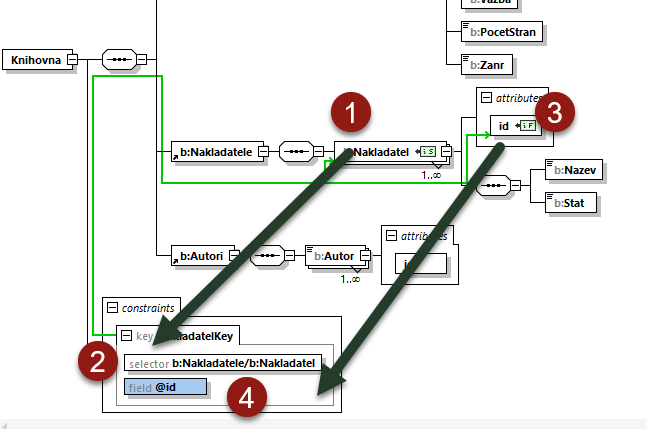 b:Vazba
b:PocetStran
Knihovna
b:Zanr
attributes
1
3
id
b:Nakladatele
Nakladatel
1..∞
b:Nazev
b:Stat
attributes
b:Autori
b:Autor
1..∞
constraints
key
kladatelKey
2
selector b:Nakladatele/b:Nakladatel
field @id
4